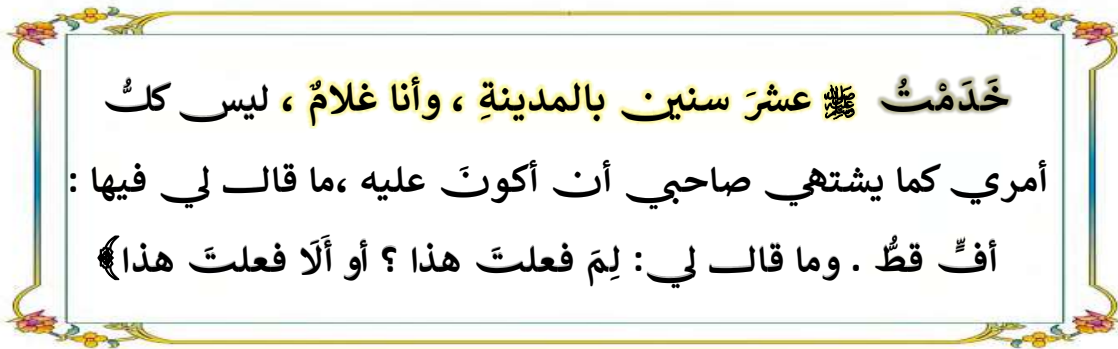 خَدَمْتُ ﷺ عشرَ سنين بالمدينةِ ، وأنا غلامٌ ، ليس كلُّ
أمري كما يشتهي صاحبي أن أكونَ عليه ،ما قال لي فيها :
أفٍّ قطُّ . وما قال لي: لِمَ فعلتَ هذا ؟ أو أَلَا فعلتَ هذا﴾